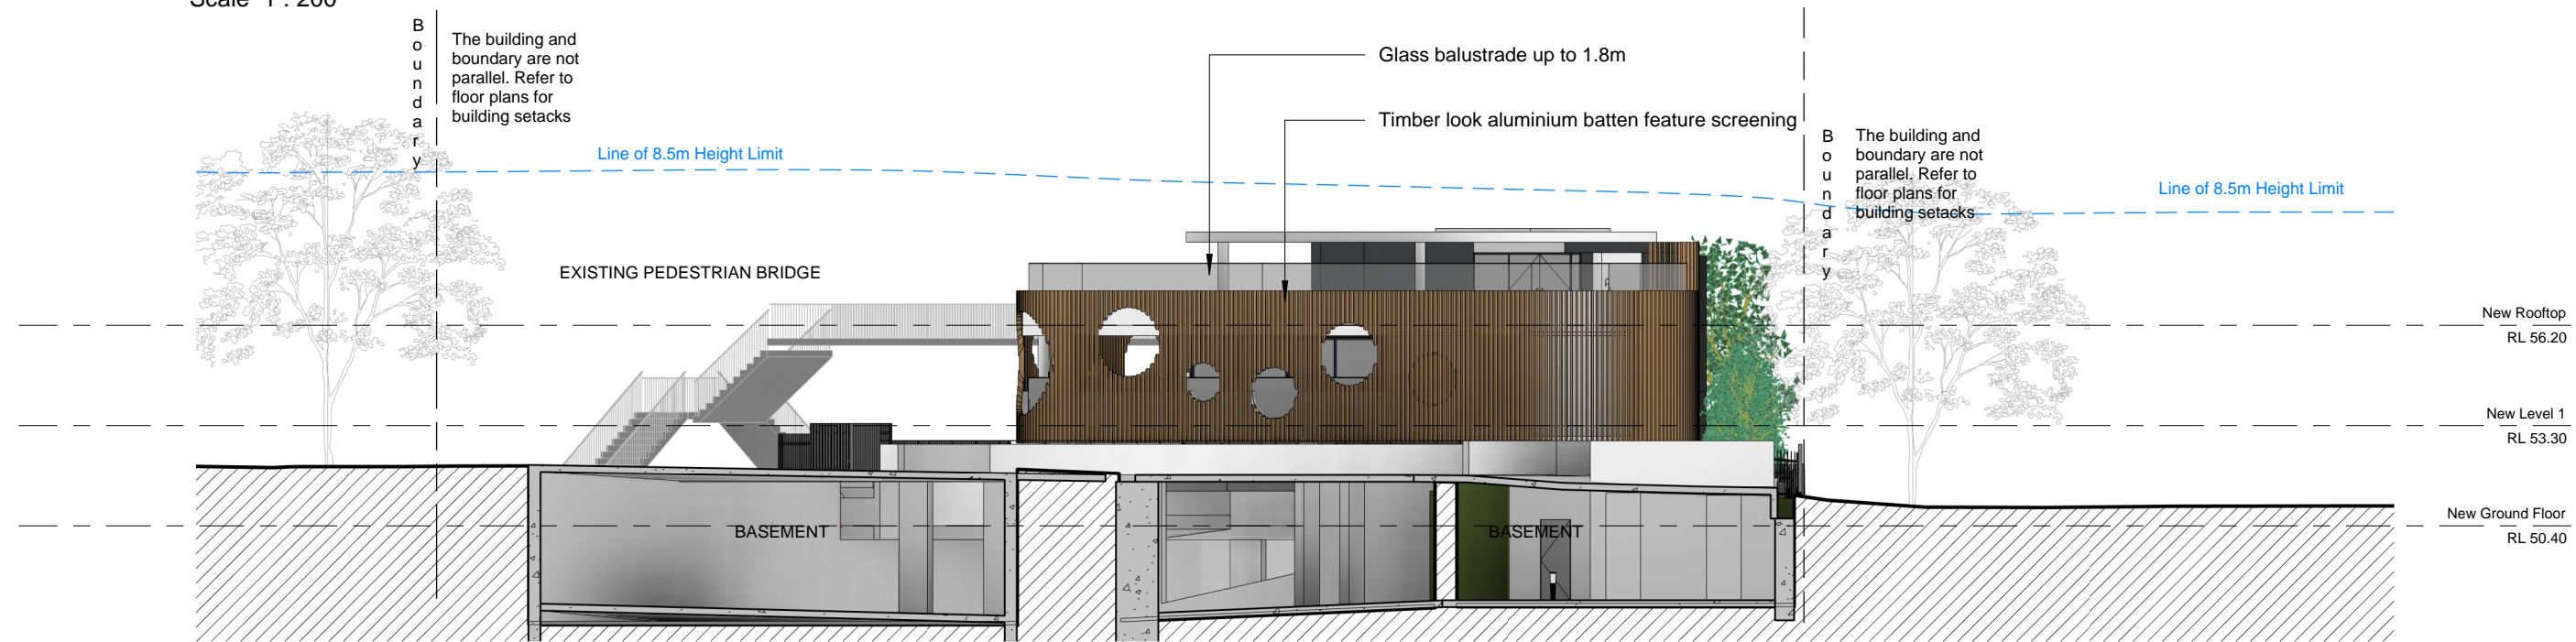 Scale 1 : 200
Boundary
The building and
boundary are not
parallel. Refer to
floor plans for
building setacks
Glass balustrade up to 1.8m
Timber look aluminium batten feature screening
Boundary
The building and
boundary are not
parallel. Refer to
floor plans for
building setacks
Line of 8.5m Height Limit
Line of 8.5m Height Limit
EXISTING PEDESTRIAN BRIDGE
New Rooftop
RL 56.20
New Level 1
RL 53.30
New Ground Floor
RL 50.40
BASEMENT
BASEMENT